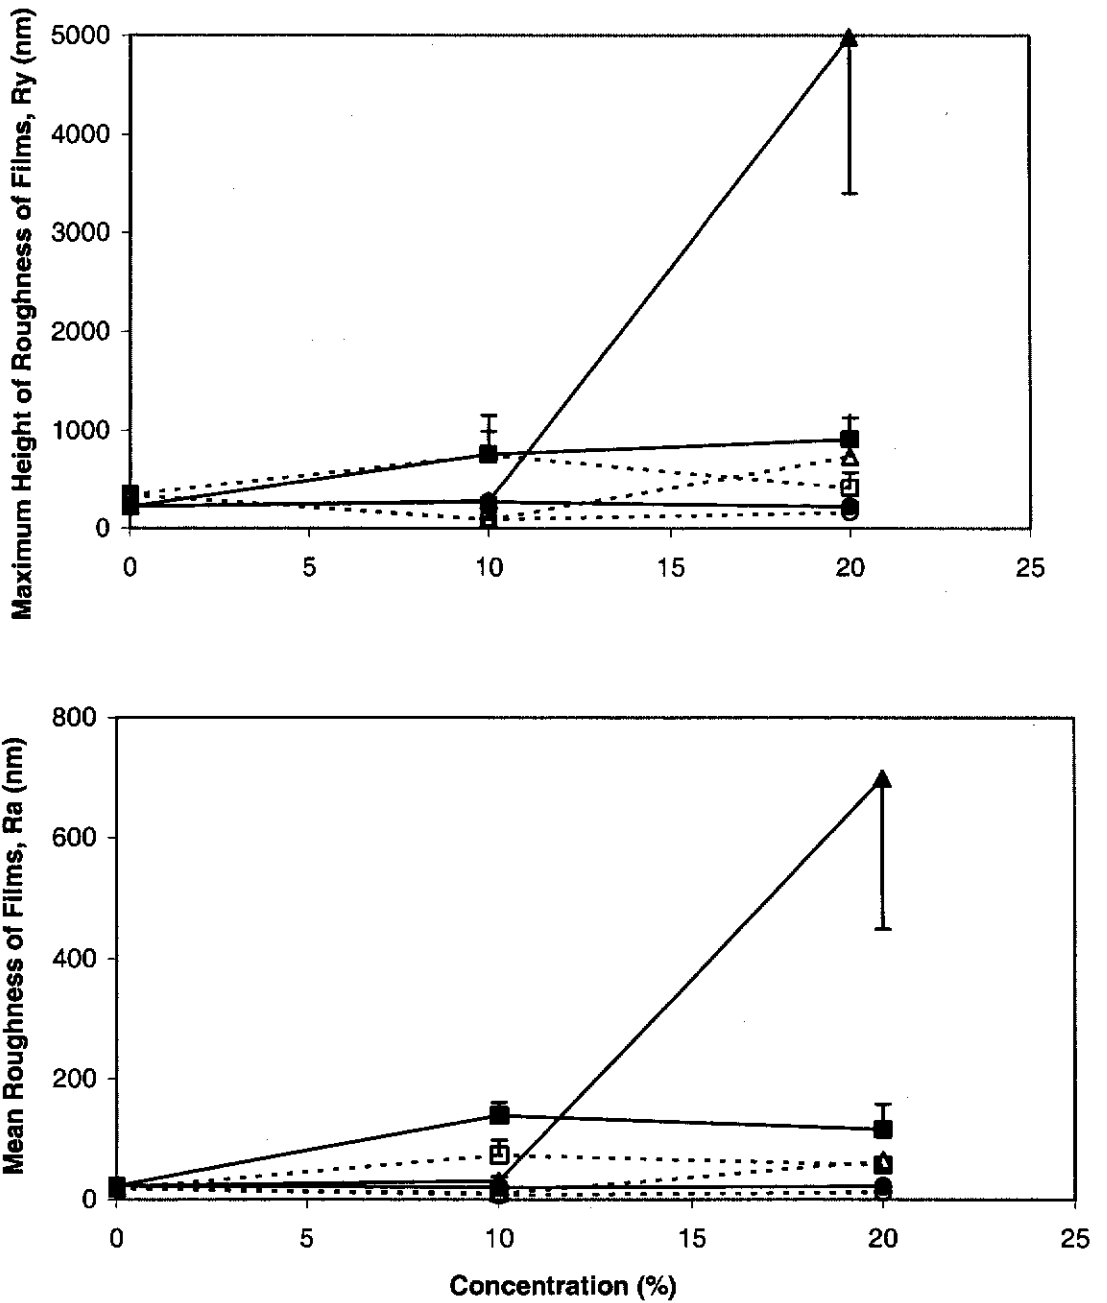 Maximum Height of Roughness of Films, Ry (nm)
5000
4000
3000
2000
1000
0
0 5 10 15 20 25
Mean Roughness of Films, Ra (nm)
800
600
400
200
0
0 5 10 15 20 25
Concentration (%)